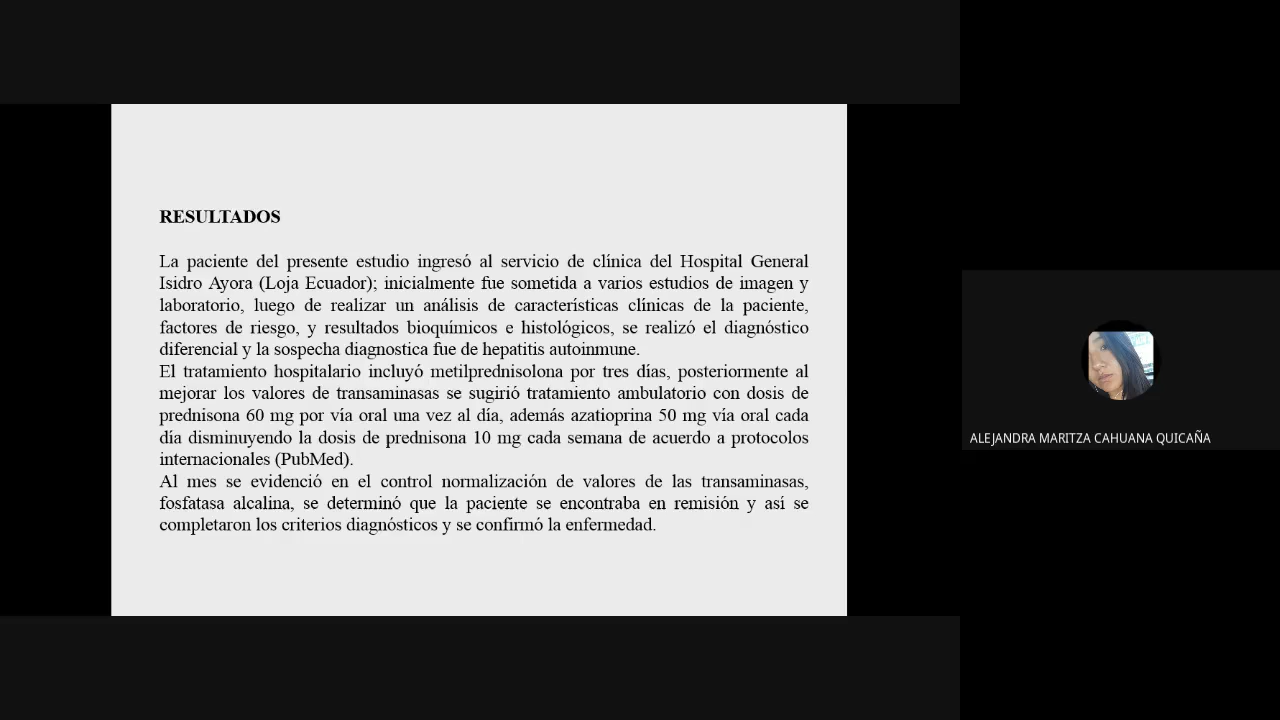 RESULTADOS
La paciente del presente estudio ingresó al servicio de clínica del Hospital General
Isidro Ayora (Loja Ecuador); inicialmente fue sometida a varios estudios de imagen y
laboratorio, luego de realizar un análisis de características clínicas de la paciente,
factores de riesgo, y resultados bioquímicos e histológicos, se realizó el diagnóstico
diferencial y la sospecha diagnostica fue de hepatitis autoinmune.
El tratamiento hospitalario incluyó metilprednisolona por tres días, posteriormente al
mejorar los valores de transaminasas se sugirió tratamiento ambulatorio con dosis de
prednisona 60 mg por vía oral una vez al día, además azatioprina 50 mg vía oral cada
día disminuyendo la dosis de prednisona 10 mg cada semana de acuerdo a protocolos
internacionales (PubMed).
Al mes se evidenció en el control normalización de valores de las transaminasas,
fosfatasa alcalina, se determinó que la paciente se encontraba en remisión y así se
completaron los criterios diagnósticos y se confirmó la enfermedad.
ALEJANDRA MARITZA CAHUANA QUICAÑA